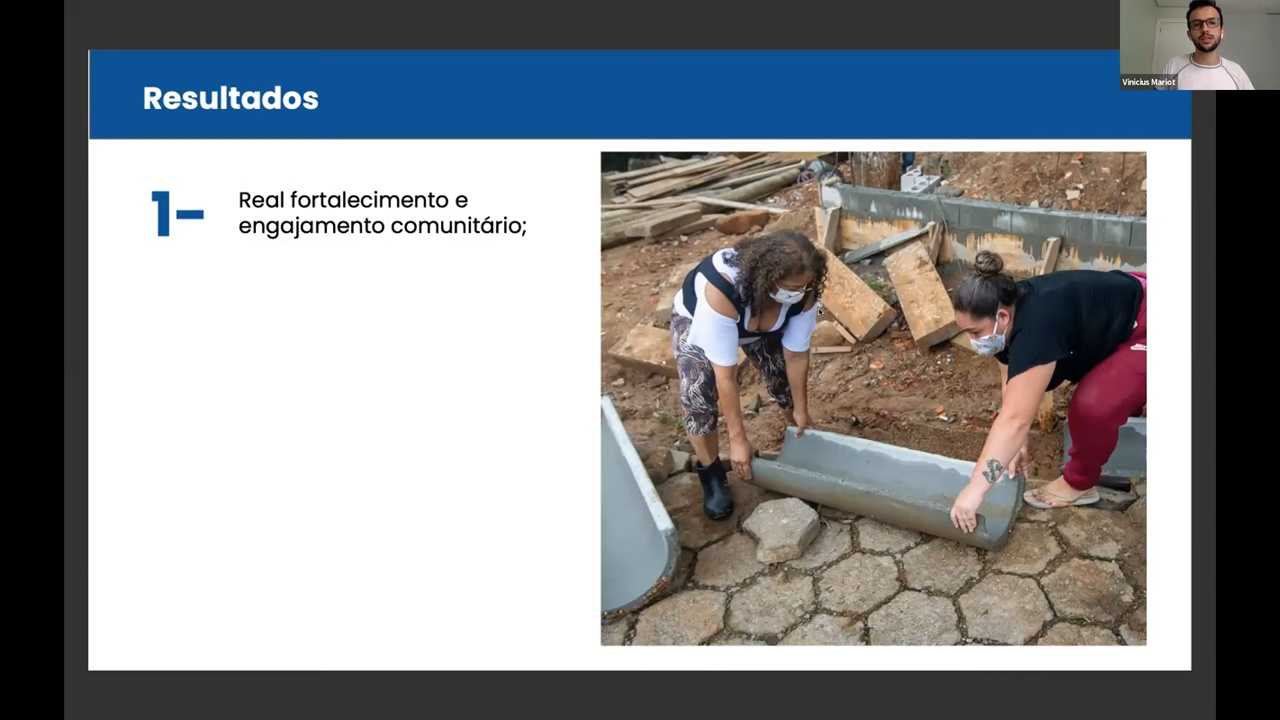 Resultados
Vinicius Mariot
1-
Real fortalecimento e
engajamento comunitário;